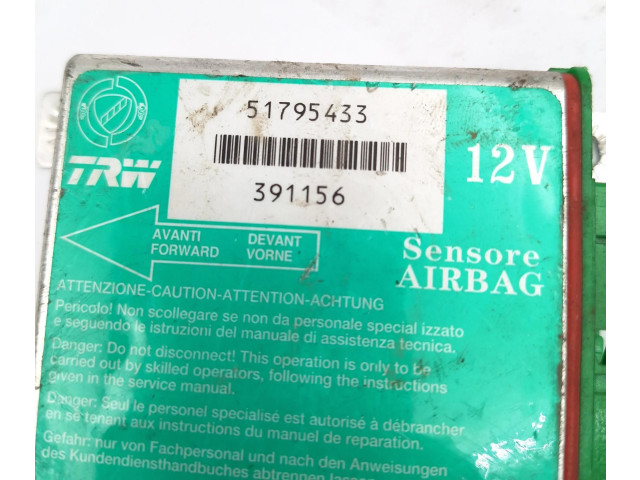 51795433
391156
12V
TRW
AVANTI DEVANT
FORWARD VORNE
Sensore
AIRBAG
ATTENZIONE-CAUTION-ATTENTION-ACHTUNG
Pericolo! Non scollegare se non da personale special izzato
e seguendo le istruzioni del manuale di assistenza tecnica.
Danger: Do not disconnect! This operation is only to be
carried out by skilled operators, following the instructions
given in the service manual.
Danger: Seul le personel spécialisé est autorisé à débrancher
en se tenant aux instructions du manuel de reparation.
Gefahr: nur von Fachpersonal und nach den Anweisungen
des Kundendiensthandbuches abtrennen